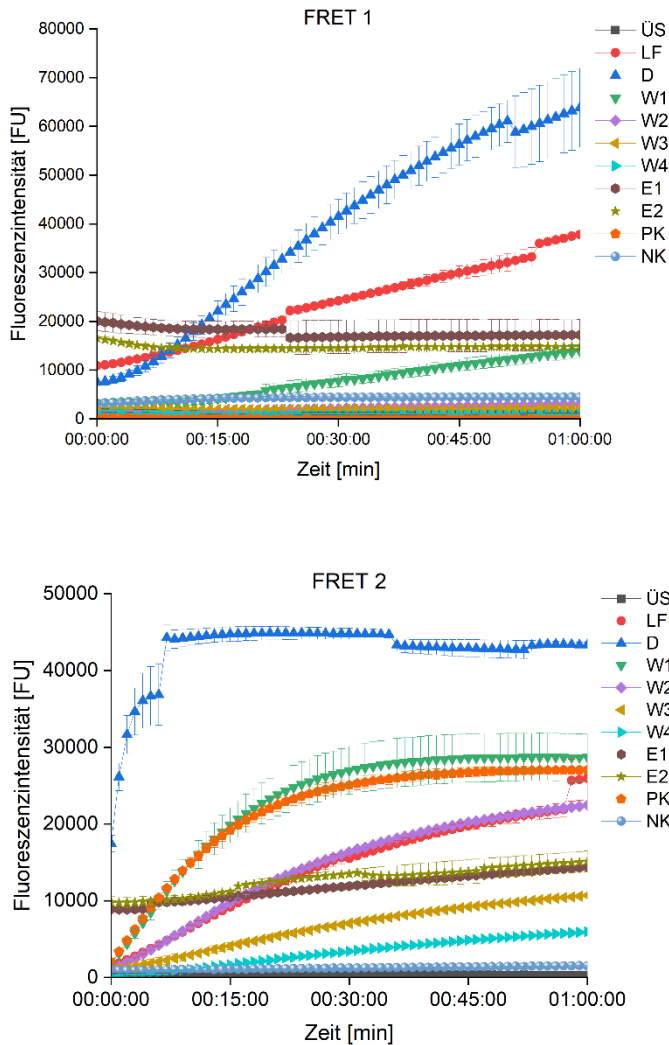 FRET 1
Fluoreszenzintensität [FU]
80000
70000
60000
50000
40000
30000
20000
10000
0
00:00:00 00:15:00 00:30:00 00:45:00 01:00:00
Zeit [min]
ÜS
LF
D
W1
W2
W3
W4
E1
E2
PK
NK
FRET 2
Fluoreszenzintensität [FU]
50000
40000
30000
20000
10000
0
00:00:00 00:15:00 00:30:00 00:45:00 01:00:00
Zeit [min]
ÜS
LF
D
W1
W2
W3
W4
E1
E2
PK
NK